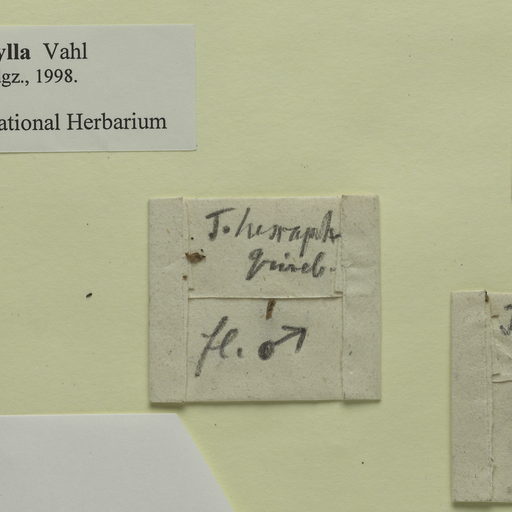 ylla Vahl
gz., 1998.
ational Herbarium
T. hexaph
Griseb.
fl. ♂